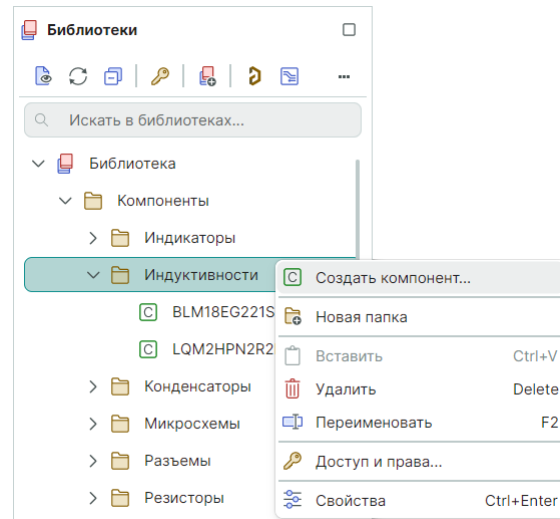 Библиотеки
Искать в библиотеках...
Библиотека
Компоненты
Индикаторы
Индуктивности
C BLM18EG221S
C LQM2HPN2R2
Конденсаторы
Микросхемы
Разъемы
Резисторы
C Создать компонент...
Новая папка
Вставить Ctrl+V
Удалить Delete
Переименовать F2
Доступ и права...
Свойства Ctrl+Enter